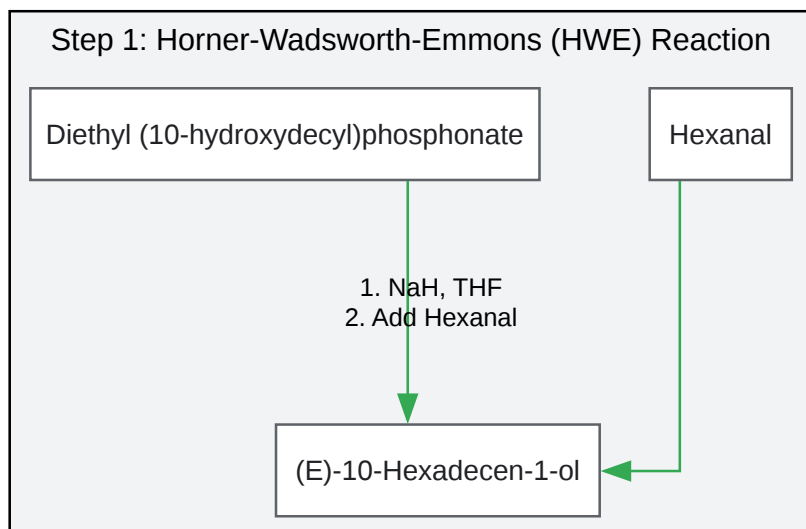 Step 1: Horner-Wadsworth-Emmons (HWE) Reaction
Diethyl (10-hydroxydecyl)phosphonate
Hexanal
1. NaH, THF
2. Add Hexanal
(E)-10-Hexadecen-1-ol